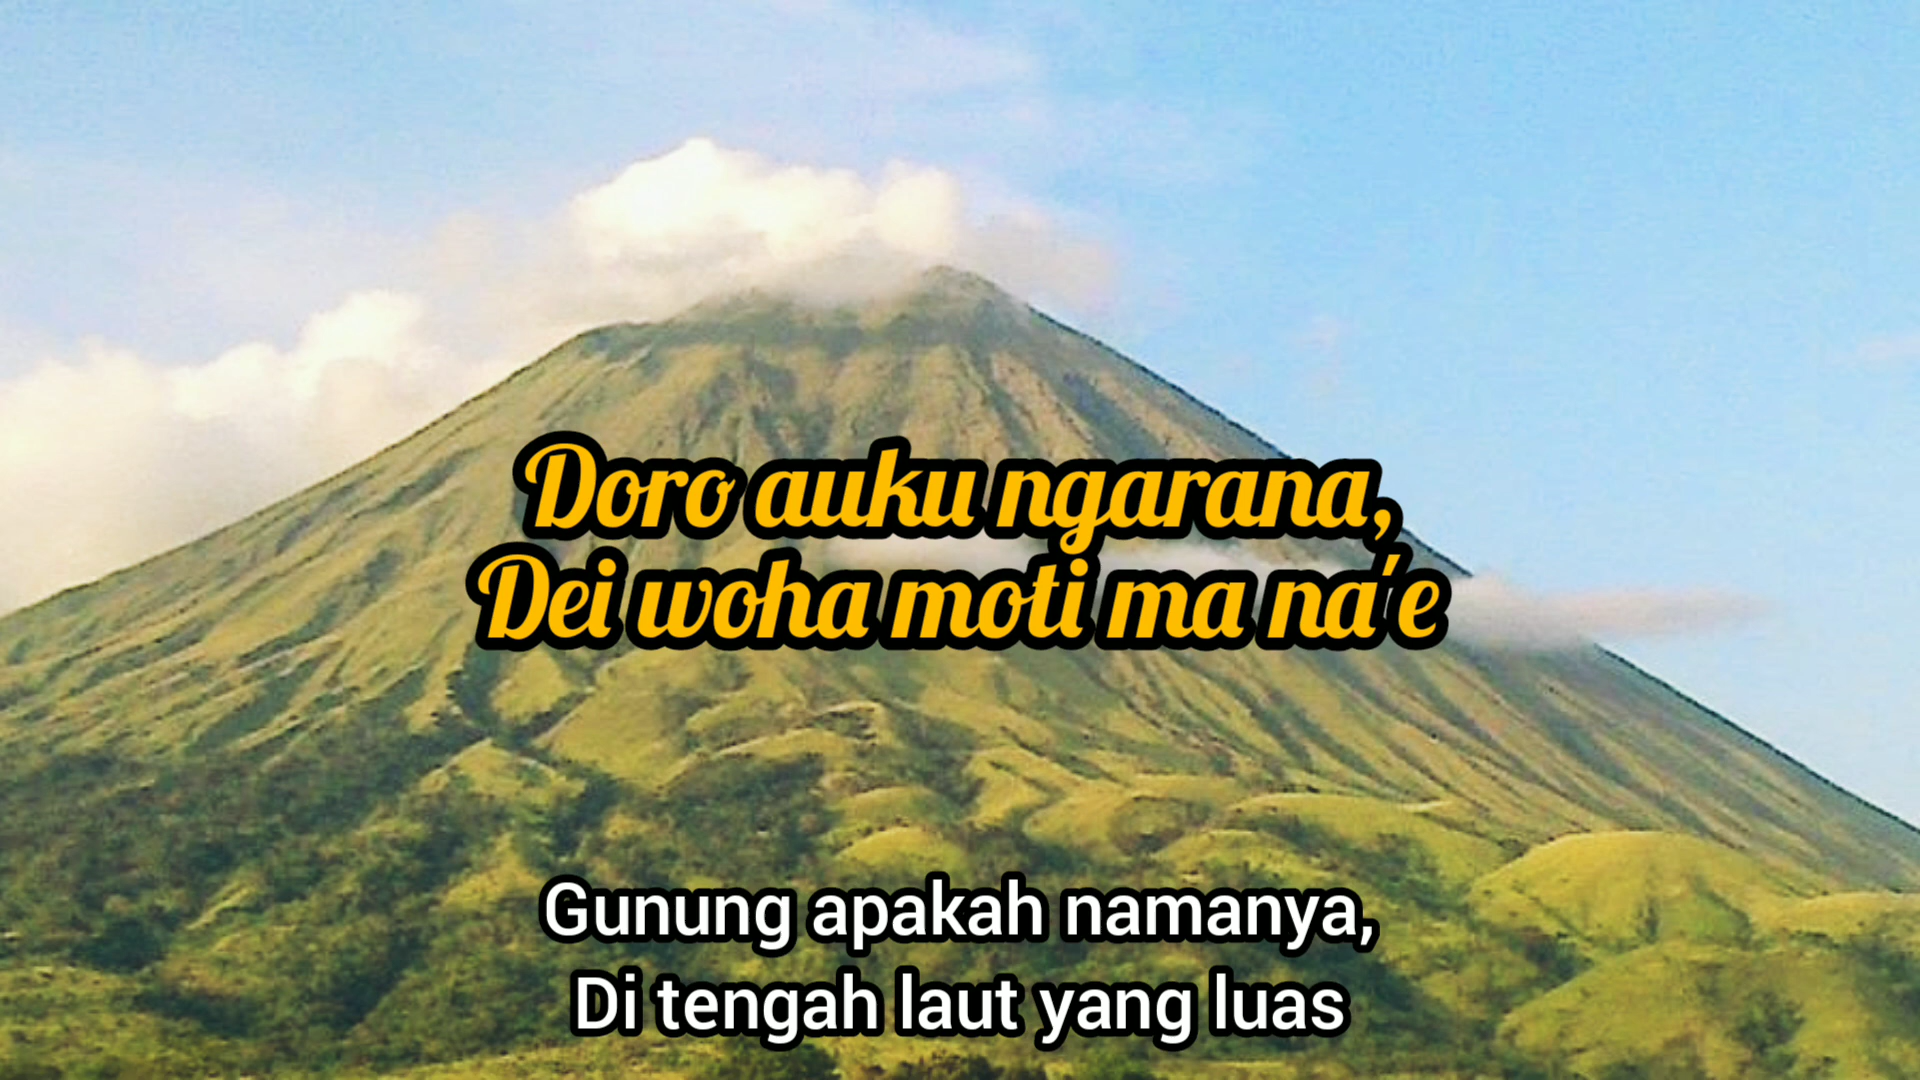 Doro auku ngarana,
Dei woha moti ma na'e
Gunung apakah namanya,
Di tengah laut yang luas